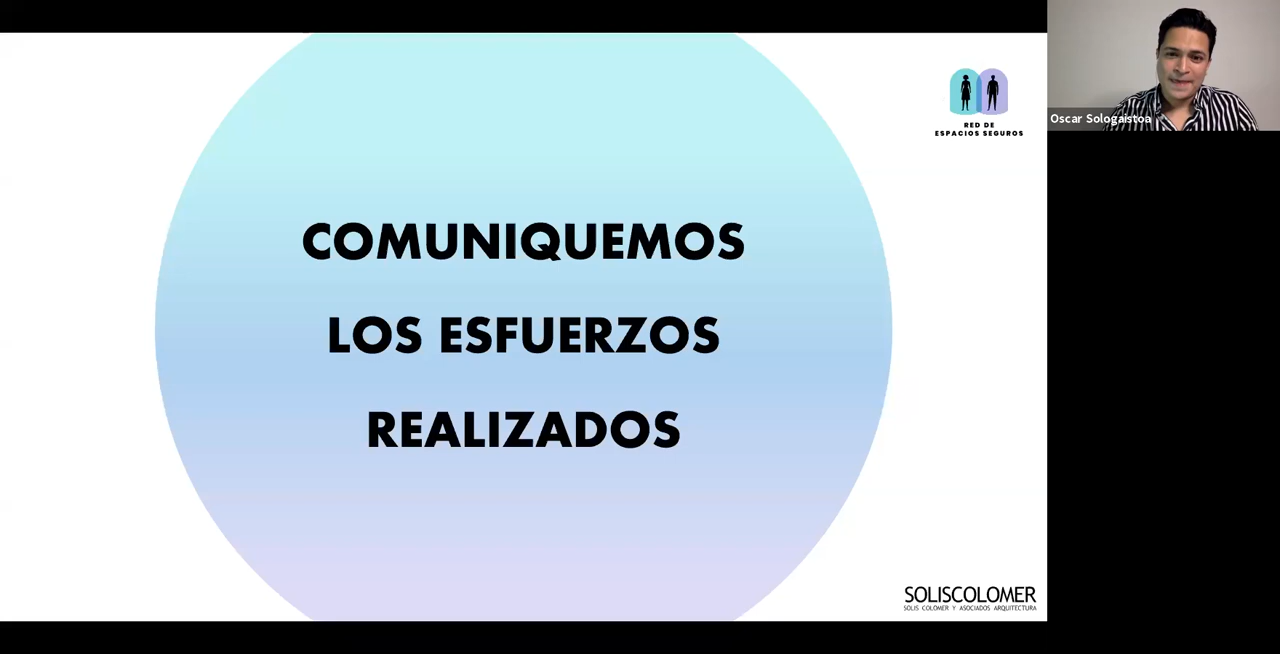 COMUNIQUEMOS
LOS ESFUERZOS
REALIZADOS
RED DE
ESPACIOS SEGUROS
Oscar Sologaistoa
SOLISCOLOMER
SOLIS COLOMER Y ASOCIADOS ARQUITECTURA